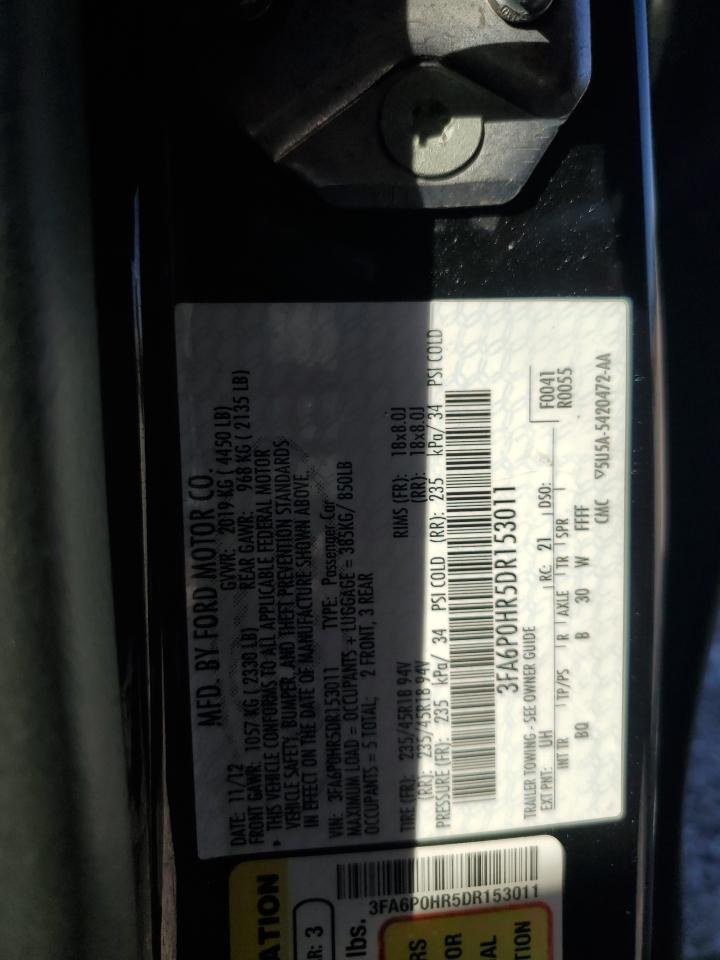 MFD. BY FORD MOTOR CO.
DATE: 11/12 GVWR: 2019 KG ( 4450 LB)
FRONT GAWR: 1057 KG ( 2330 LB) REAR GAWR: 968 KG ( 2135 LB)
THIS VEHICLE CONFORMS TO ALL APPLICABLE FEDERAL MOTOR
VEHICLE SAFETY, BUMPER, AND THEFT PREVENTION STANDARDS
IN EFFECT ON THE DATE OF MANUFACTURE SHOWN ABOVE.
VIN: 3FA6P0HR5DR153011 TYPE: Passenger Car
MAXIMUM LOAD = OCCUPANTS + LUGGAGE = 385KG/ 850LB
OCCUPANTS = 5 TOTAL; 2 FRONT, 3 REAR
TIRE (FR): 235/45R18 94V RIMS (FR): 18x8.0J
(RR): 235/45R18 94V (RR): 18x8.0J
PRESSURE (FR): 235 kPa/ 34 PSI COLD (RR): 235 kPa/ 34 PSI COLD
3FA6P0HR5DR153011
TRAILER TOWING - SEE OWNER GUIDE F0041
EXT PNT: UH RC: 21 DSO: R0055
INT TR TP/PS R AXLE TR SPR
BQ B 30 W FFFF
CMC 5U5A-5420472-AA
ATION
R: 3
lbs.
3FA6P0HR5DR153011
RS
OR
AL
TION